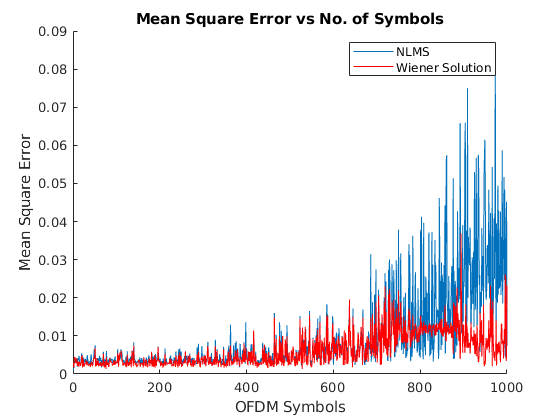 Mean Square Error vs No. of Symbols
0.09
0.08
0.07
0.06
0.05
0.04
0.03
0.02
0.01
0
Mean Square Error
NLMS
Wiener Solution
0 200 400 600 800 1000
OFDM Symbols